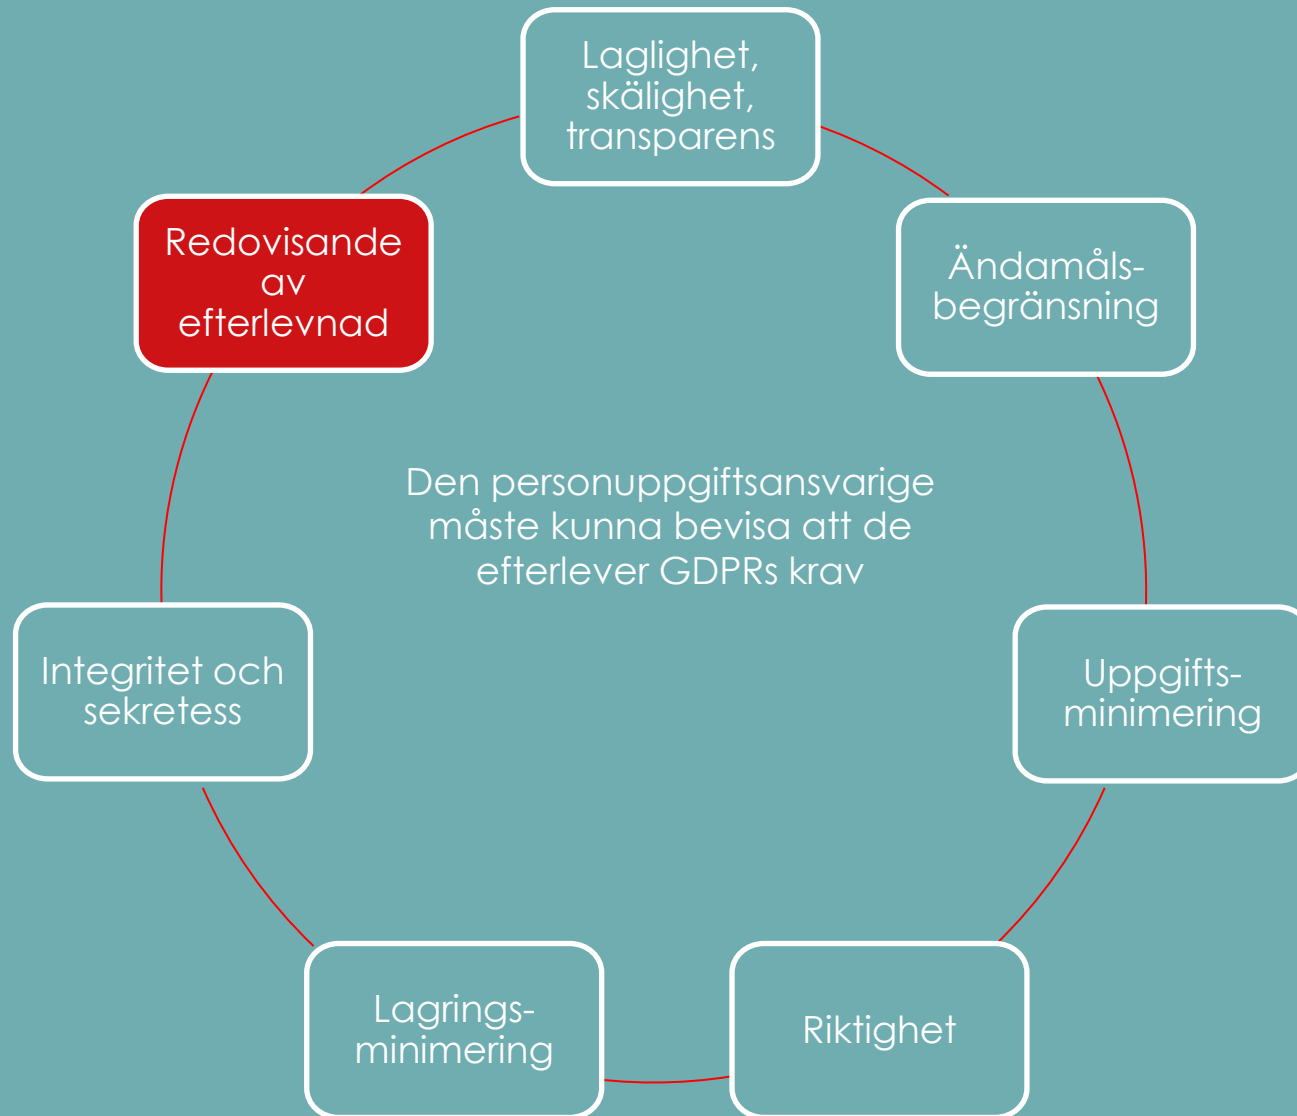 Laglighet,
skälighet,
transparens
Ändamåls-
begränsning
Uppgifts-
minimering
Riktighet
Lagrings-
minimering
Integritet och
sekretess
Redovisande
av
efterlevnad
Den personuppgiftsansvarige
måste kunna bevisa att de
efterlever GDPRs krav